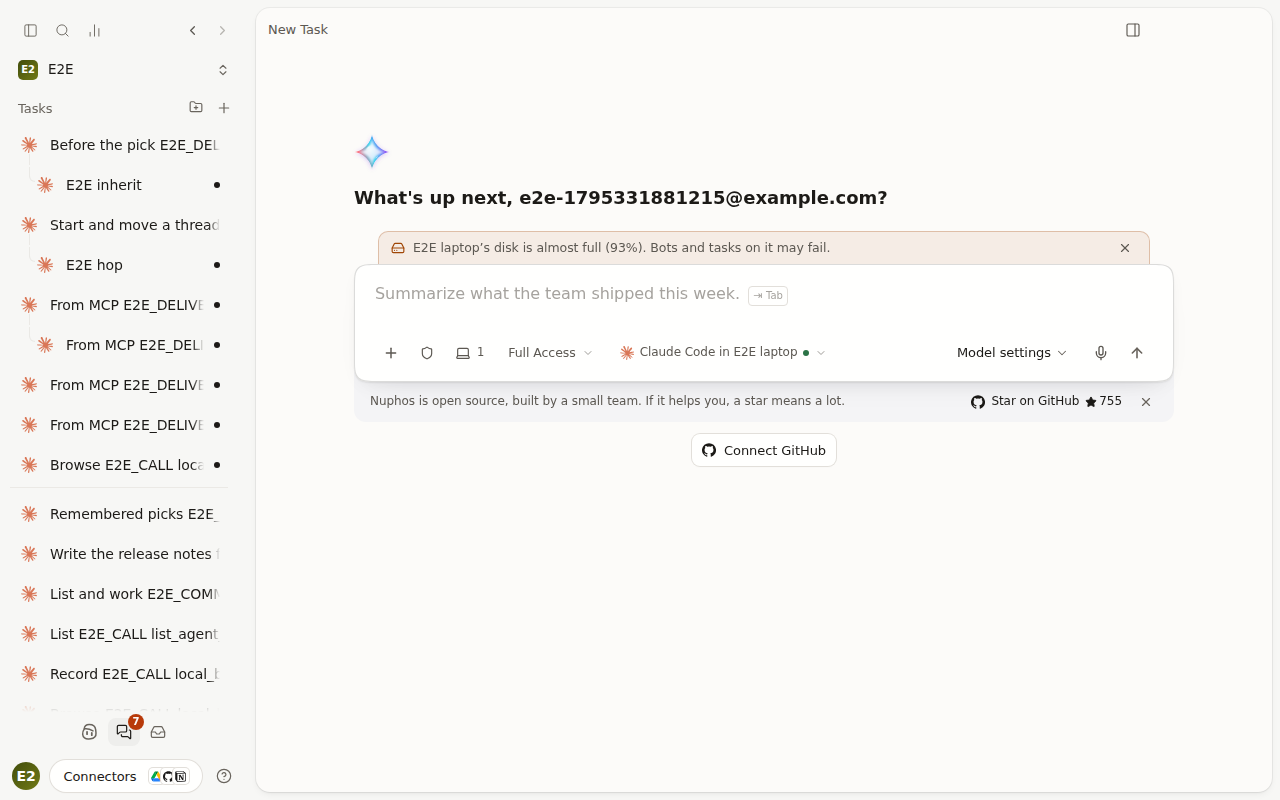 New Task
E2 E2E
Tasks
Before the pick E2E_DEL
E2E inherit
Start and move a thread
E2E hop
From MCP E2E_DELIVE
From MCP E2E_DELI
From MCP E2E_DELIVE
From MCP E2E_DELIVE
Browse E2E_CALL loca
Remembered picks E2E_
Write the release notes f
List and work E2E_COMM
List E2E_CALL list_agent_
Record E2E_CALL local_b
7
E2 Connectors
What's up next, e2e-1795331881215@example.com?
E2E laptop’s disk is almost full (93%). Bots and tasks on it may fail.
Summarize what the team shipped this week. ⇥ Tab
1 Full Access Claude Code in E2E laptop Model settings
Nuphos is open source, built by a small team. If it helps you, a star means a lot. Star on GitHub ★ 755
Connect GitHub